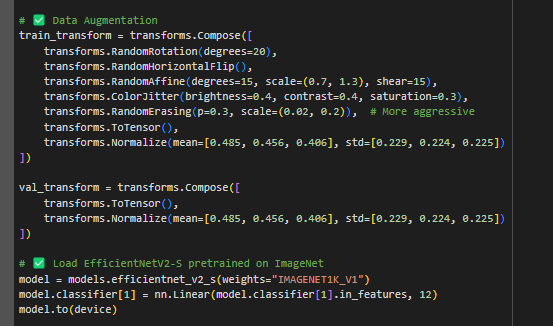 # ✅ Data Augmentation
train_transform = transforms.Compose([
    transforms.RandomRotation(degrees=20),
    transforms.RandomHorizontalFlip(),
    transforms.RandomAffine(degrees=15, scale=(0.7, 1.3), shear=15),
    transforms.ColorJitter(brightness=0.4, contrast=0.4, saturation=0.3),
    transforms.RandomErasing(p=0.3, scale=(0.02, 0.2)),  # More aggressive
    transforms.ToTensor(),
    transforms.Normalize(mean=[0.485, 0.456, 0.406], std=[0.229, 0.224, 0.225])
])

val_transform = transforms.Compose([
    transforms.ToTensor(),
    transforms.Normalize(mean=[0.485, 0.456, 0.406], std=[0.229, 0.224, 0.225])
])

# ✅ Load EfficientNetV2-S pretrained on ImageNet
model = models.efficientnet_v2_s(weights="IMAGENET1K_V1")
model.classifier[1] = nn.Linear(model.classifier[1].in_features, 12)
model.to(device)